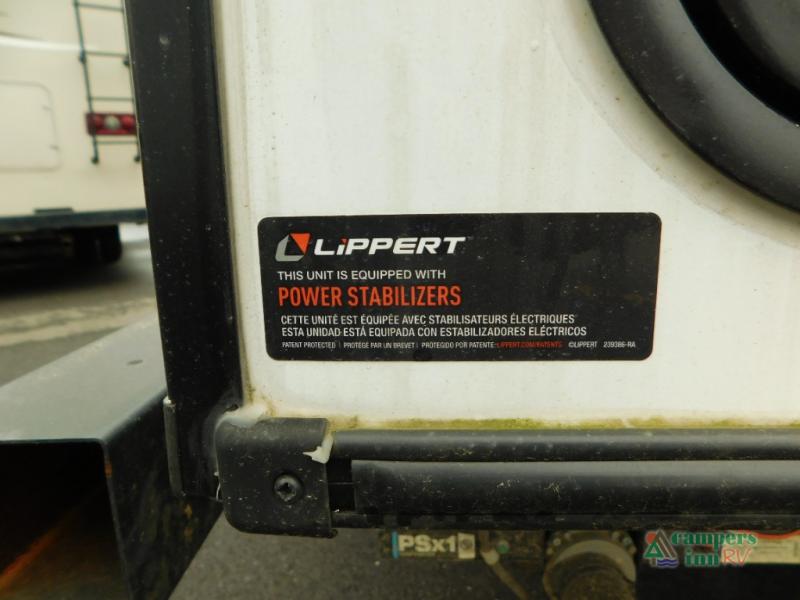 LiPPERT
THIS UNIT IS EQUIPPED WITH
POWER STABILIZERS
CETTE UNITÉ EST ÉQUIPÉE AVEC STABILISATEURS ÉLECTRIQUES
ESTA UNIDAD ESTÁ EQUIPADA CON ESTABILIZADORES ELÉCTRICOS
PATENT PROTECTED | PROTÉGÉ PAR UN BREVET | PROTEGIDO POR PATENTE: LIPPERT.COM/PATENTS ©LIPPERT 209386-RA
PSx1
campers
inn RV